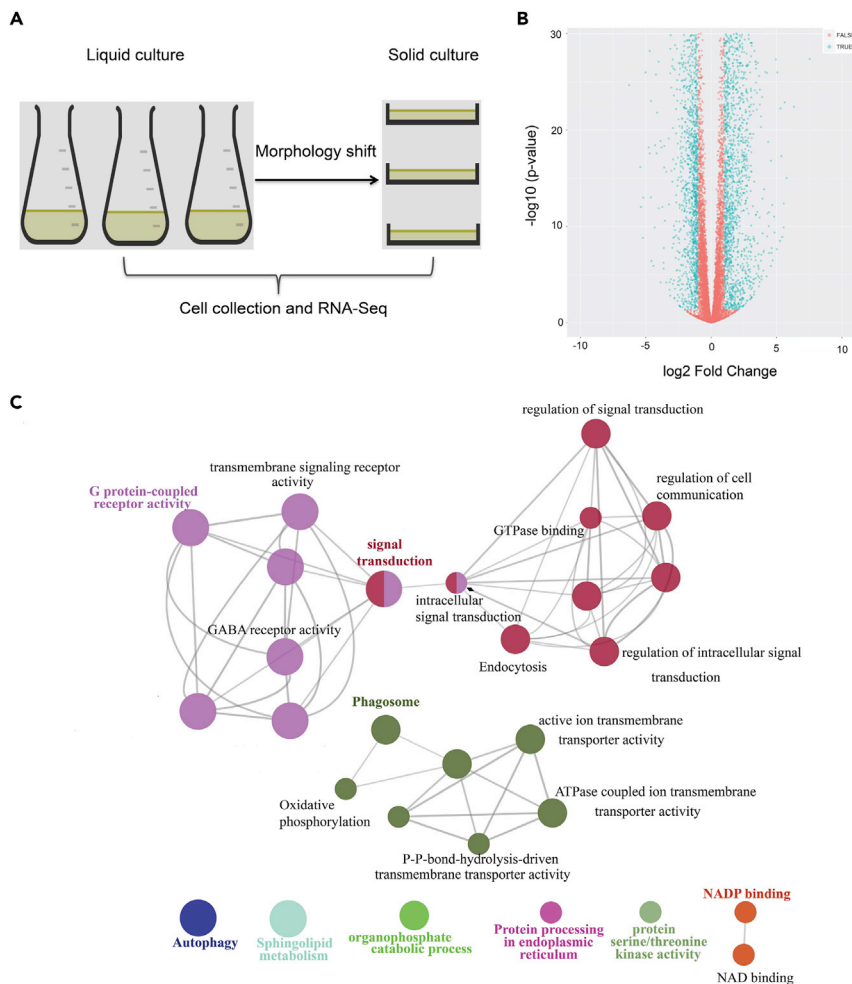 A
Liquid culture
Solid culture
Morphology shift
Cell collection and RNA-Seq
B
30
20
10
0
-log10 (p-value)
-10
-5
0
5
10
log2 Fold Change
FALSE
TRUE
C
regulation of signal transduction
transmembrane signaling receptor
activity
G protein-coupled
receptor activity
regulation of cell
communication
GTPase binding
signal
transduction
intracellular
signal transduction
GABA receptor activity
Endocytosis
regulation of intracellular signal
transduction
Phagosome
active ion transmembrane
transporter activity
Oxidative
phosphorylation
ATPase coupled ion transmembrane
transporter activity
P-P-bond-hydrolysis-driven
transmembrane transporter activity
Autophagy
Sphingolipid
metabolism
organophosphate
catabolic process
Protein processing
in endoplasmic
reticulum
protein
serine/threonine
kinase activity
NADP binding
NAD binding